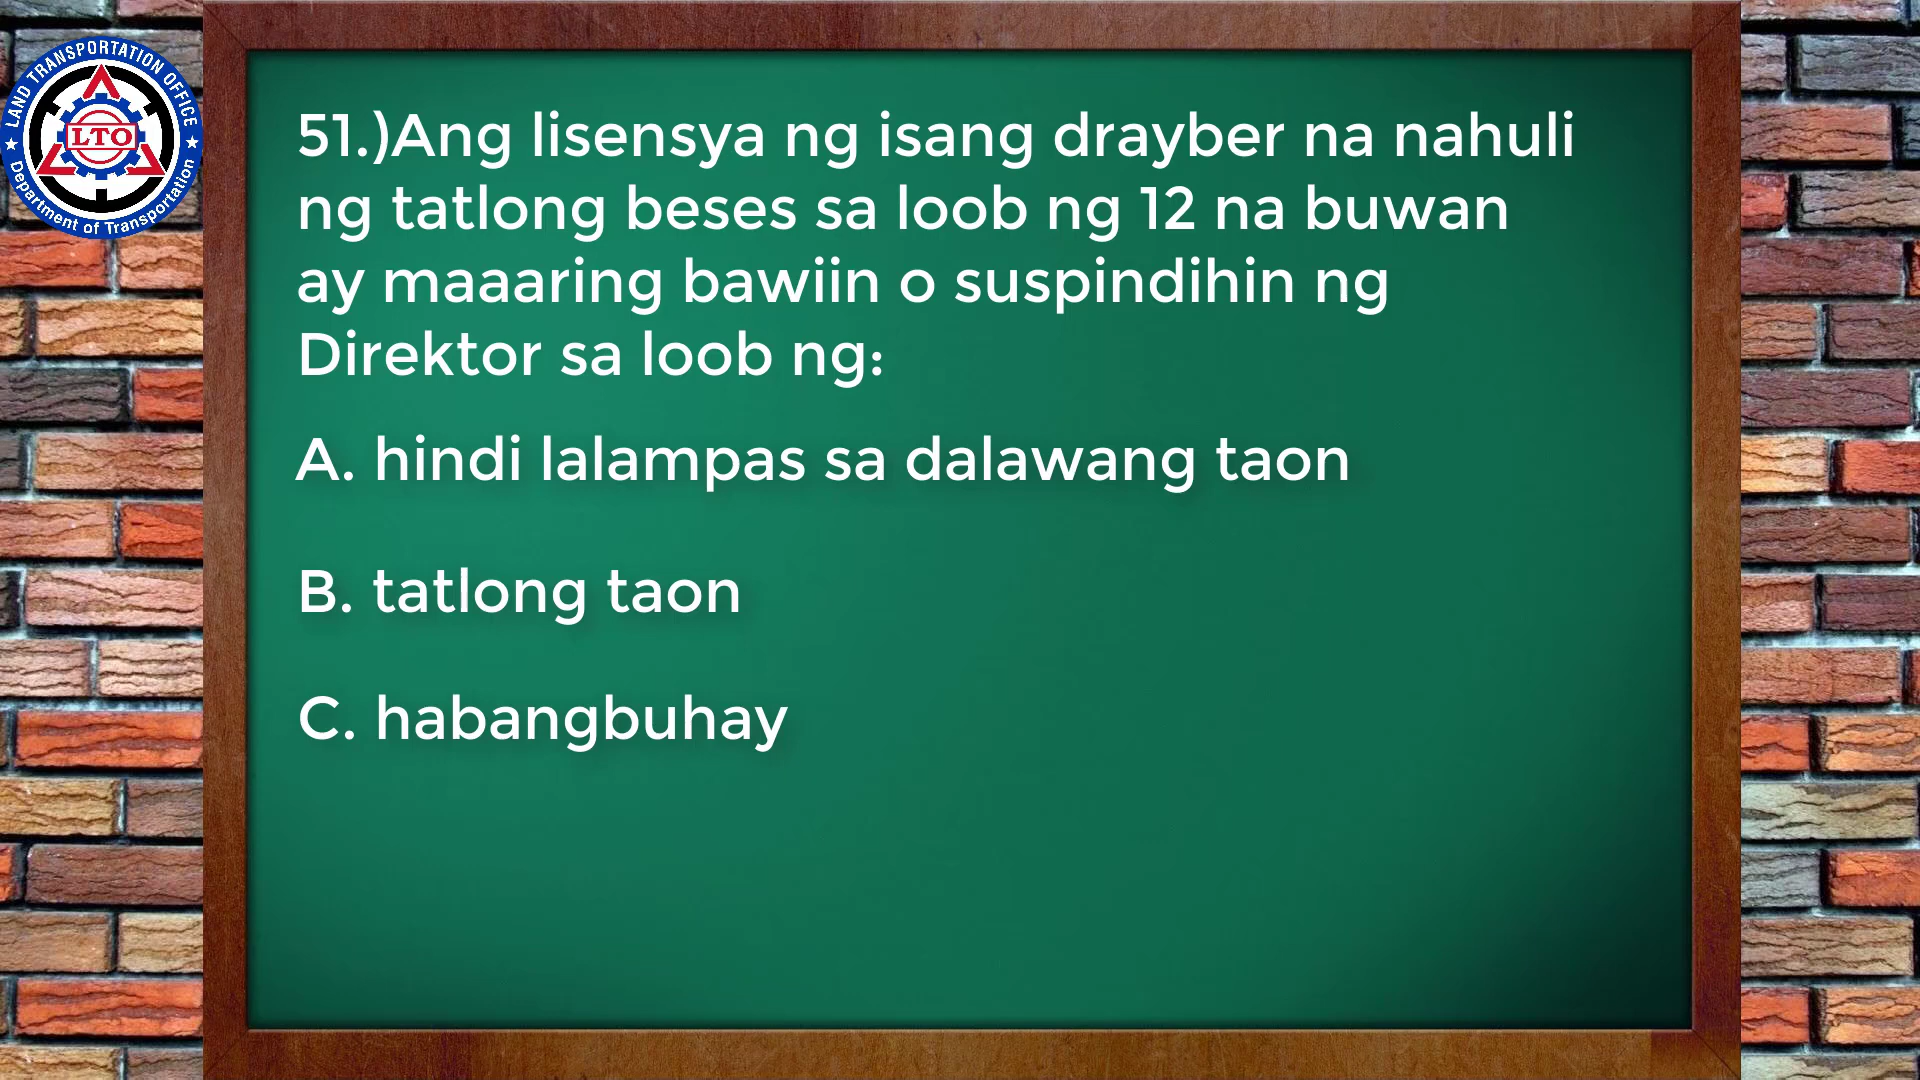 LAND TRANSPORTATION OFFICE
LTO
Department of Transportation
51.)Ang lisensya ng isang drayber na nahuli
ng tatlong beses sa loob ng 12 na buwan
ay maaaring bawiin o suspindihin ng
Direktor sa loob ng:
A. hindi lalampas sa dalawang taon
B. tatlong taon
C. habangbuhay